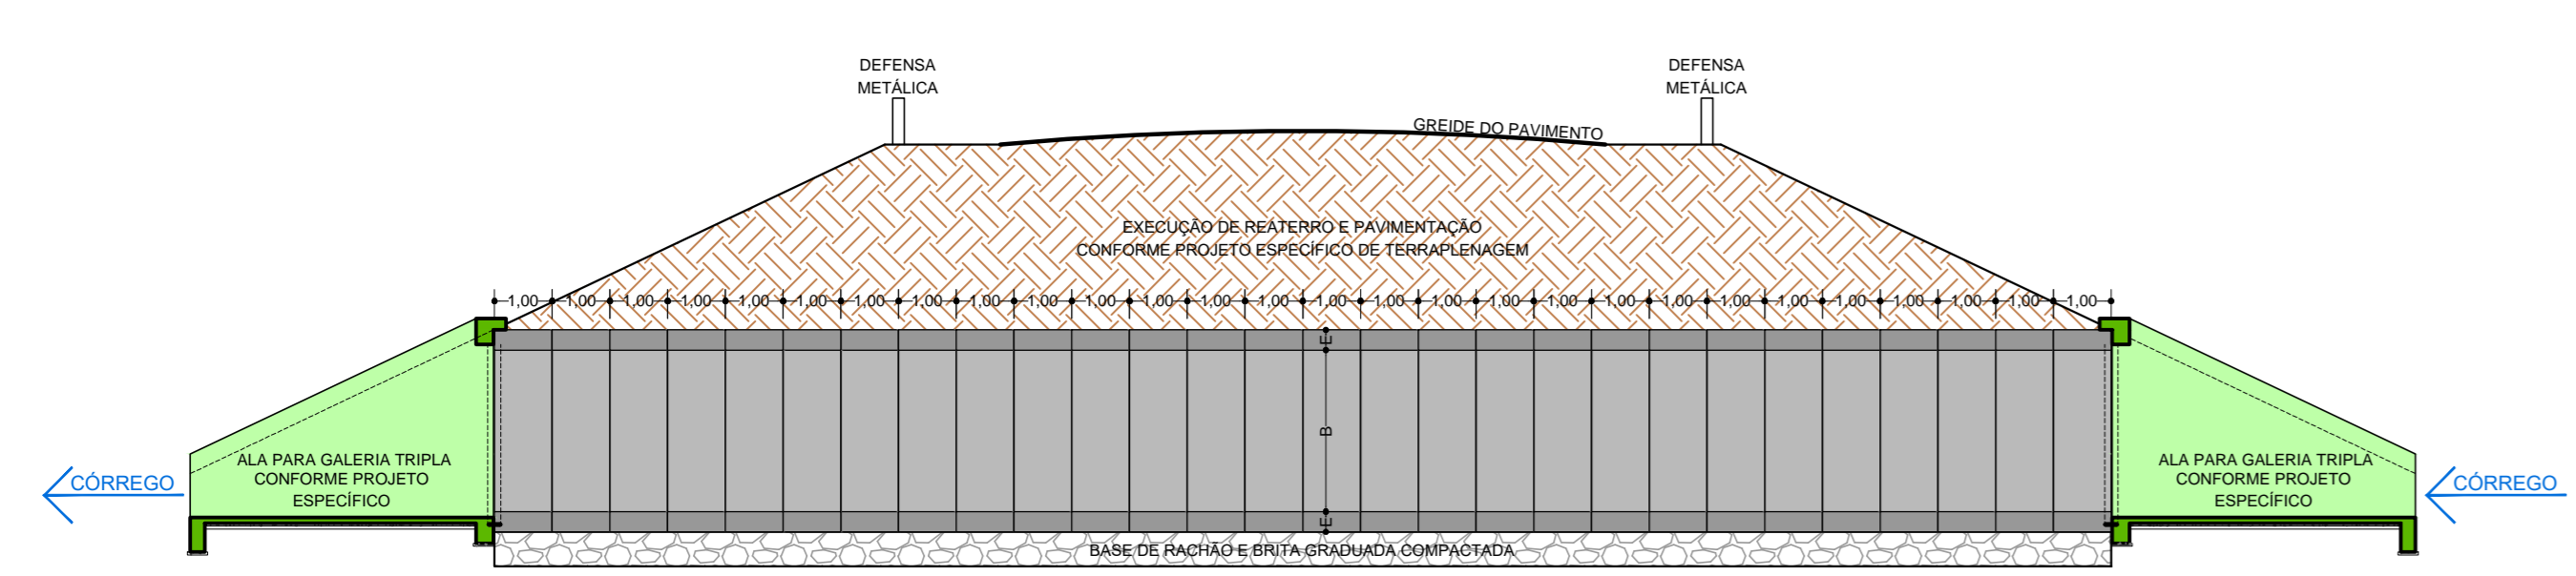 DEFENSA
METÁLICA
DEFENSA
METÁLICA
GREIDE DO PAVIMENTO
EXECUÇÃO DE REATERRO E PAVIMENTAÇÃO
CONFORME PROJETO ESPECÍFICO DE TERRAPLENAGEM
1,00 1,00 1,00 1,00 1,00 1,00 1,00 1,00 1,00 1,00 1,00 1,00 1,00 1,00 1,00 1,00 1,00 1,00 1,00 1,00 1,00 1,00 1,00 1,00 1,00 1,00 1,00 1,00
E
B
E
ALA PARA GALERIA TRIPLA
CONFORME PROJETO
ESPECÍFICO
CÓRREGO
ALA PARA GALERIA TRIPLA
CONFORME PROJETO
ESPECÍFICO
CÓRREGO
BASE DE RACHÃO E BRITA GRADUADA COMPACTADA